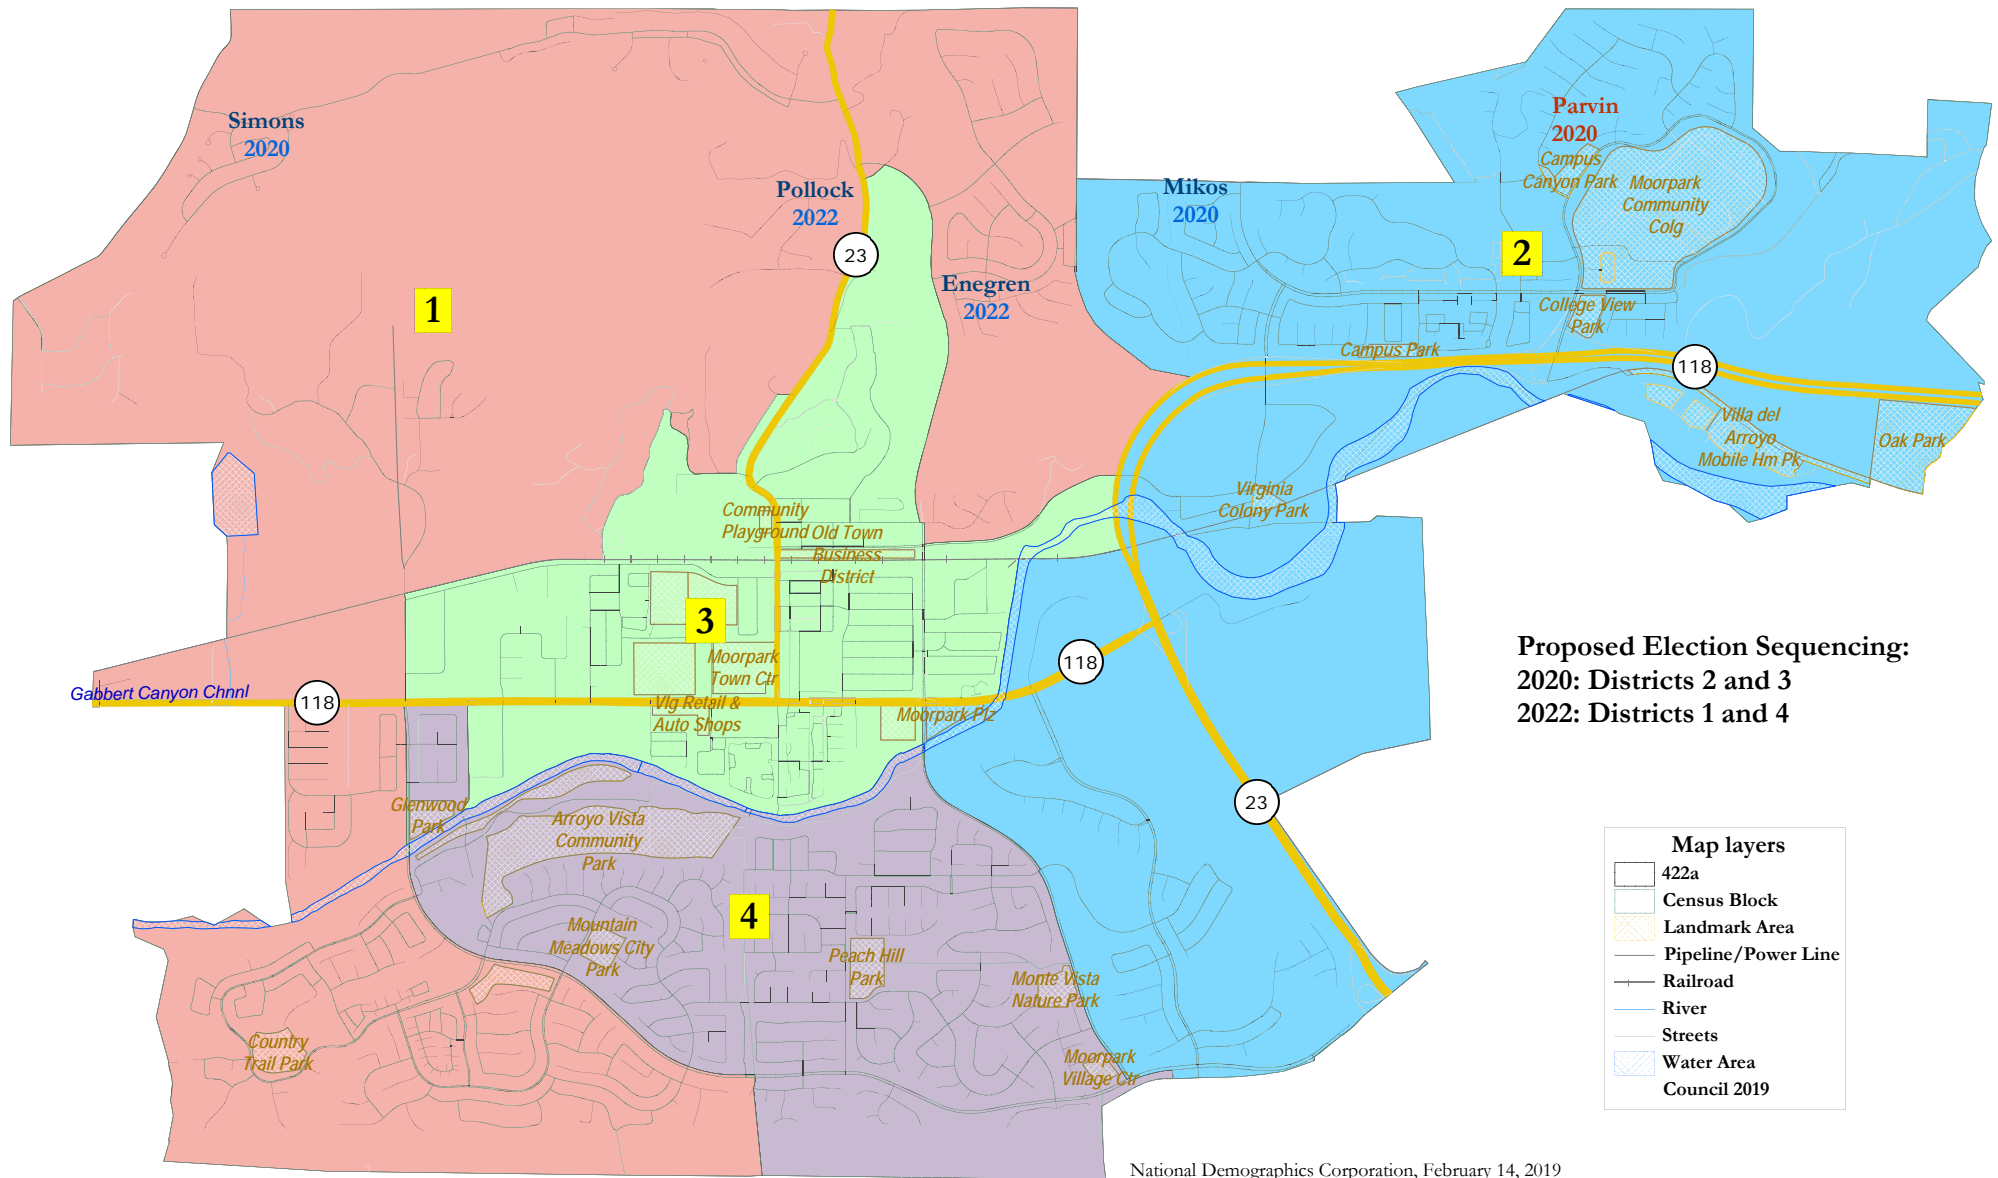 Simons
2020
Pollock
2022
23
Enegren
2022
Mikos
2020
Parvin
2020
Campus
Canyon Park
Moorpark
Community
Colg
1
2
College View
Park
Campus Park
118
Villa del
Arroyo
Mobile Hm Pk
Oak Park
Virginia
Colony Park
Community
Playground
Old Town
Business
District
3
Moorpark
Town Ctr
118
Gabbert Canyon Chnnl
118
Vlg Retail &
Auto Shops
Moorpark Plz
Proposed Election Sequencing:
2020: Districts 2 and 3
2022: Districts 1 and 4
Glenwood
Park
Arroyo Vista
Community
Park
23
4
Mountain
Meadows City
Park
Peach Hill
Park
Monte Vista
Nature Park
Country
Trail Park
Moorpark
Village Ctr
Map layers
422a
Census Block
Landmark Area
Pipeline/Power Line
Railroad
River
Streets
Water Area
Council 2019
National Demographics Corporation, February 14, 2019